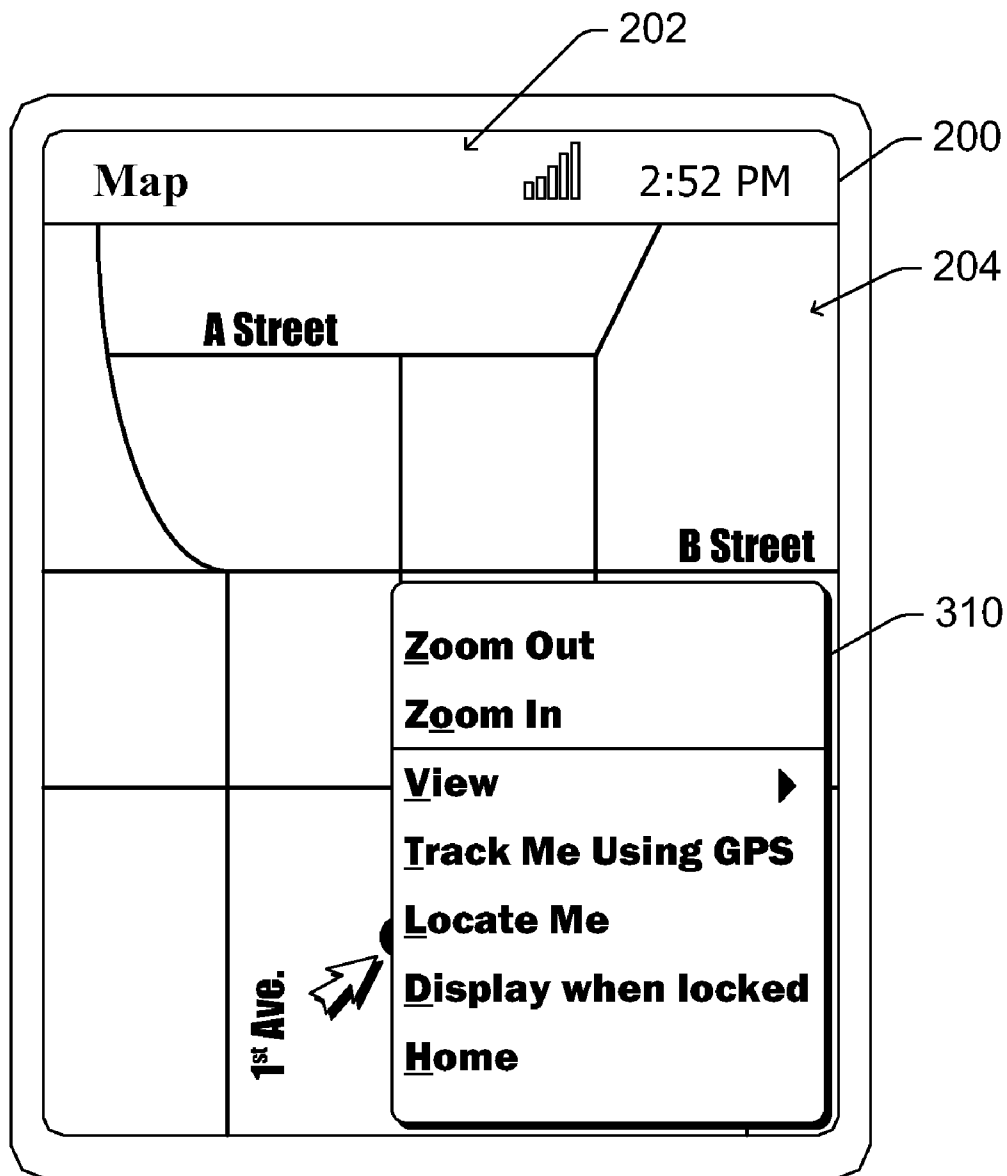 202
Map 2:52 PM
200
204
A Street
B Street
310
Zoom Out
Zoom In
View
Track Me Using GPS
Locate Me
Display when locked
Home
1st Ave.